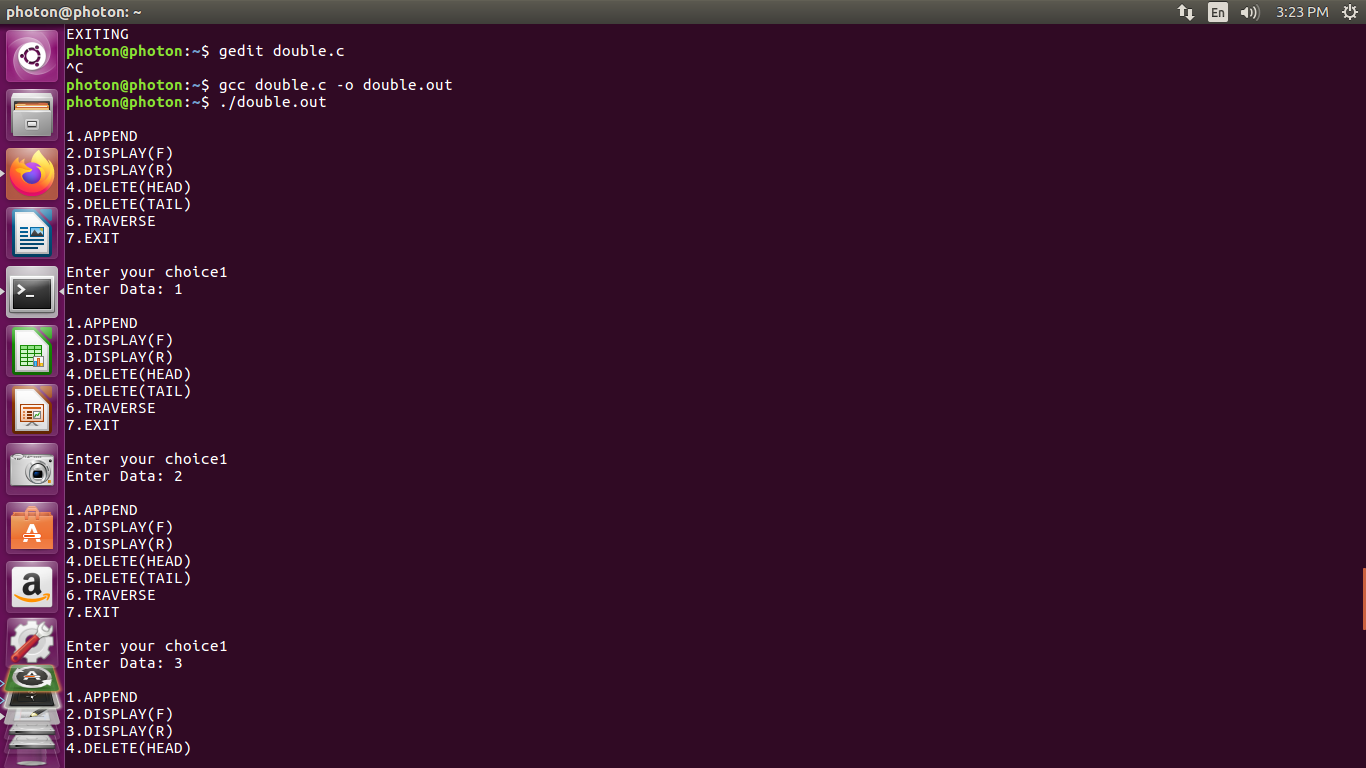 photon@photon: ~
En
3:23 PM
EXITING
photon@photon:~$ gedit double.c
^C
photon@photon:~$ gcc double.c -o double.out
photon@photon:~$ ./double.out
1.APPEND
2.DISPLAY(F)
3.DISPLAY(R)
4.DELETE(HEAD)
5.DELETE(TAIL)
6.TRAVERSE
7.EXIT
Enter your choice1
Enter Data: 1
1.APPEND
2.DISPLAY(F)
3.DISPLAY(R)
4.DELETE(HEAD)
5.DELETE(TAIL)
6.TRAVERSE
7.EXIT
Enter your choice1
Enter Data: 2
1.APPEND
2.DISPLAY(F)
3.DISPLAY(R)
4.DELETE(HEAD)
5.DELETE(TAIL)
6.TRAVERSE
7.EXIT
Enter your choice1
Enter Data: 3
1.APPEND
2.DISPLAY(F)
3.DISPLAY(R)
4.DELETE(HEAD)